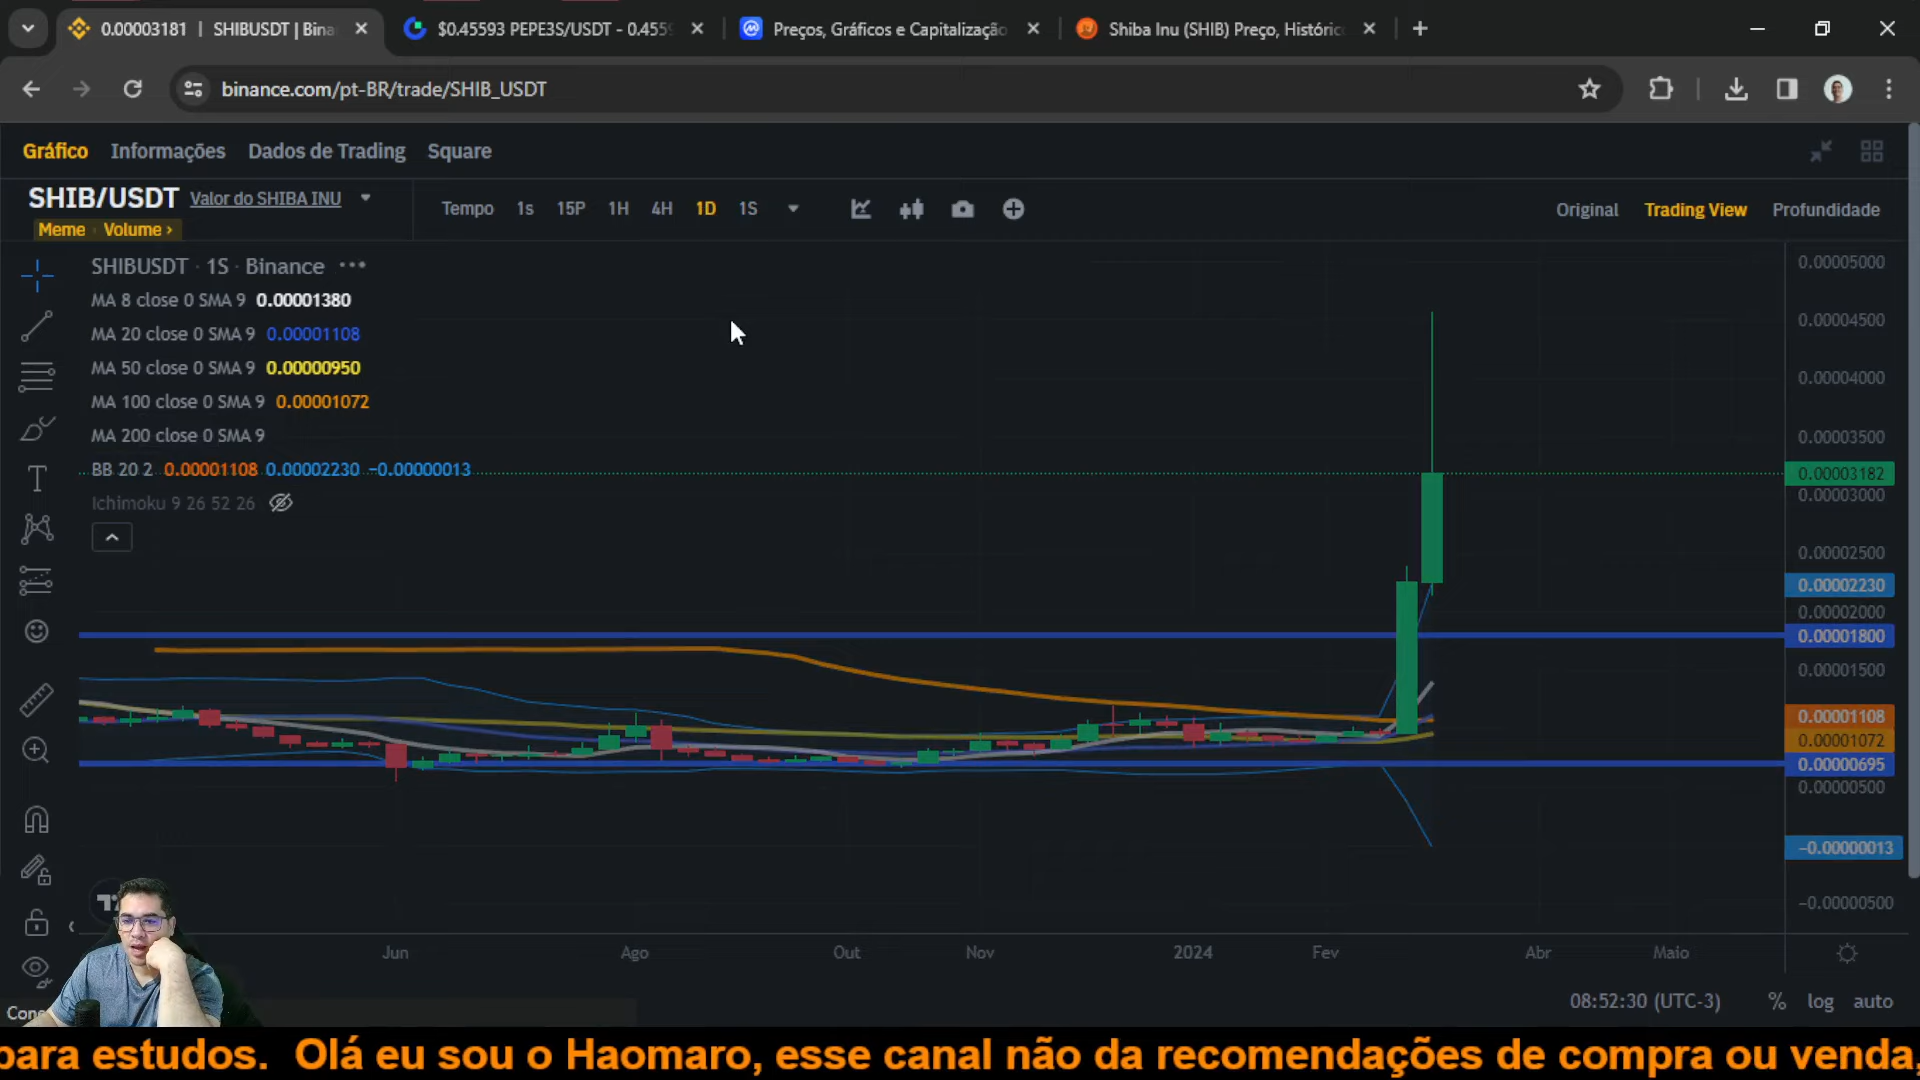 0.00003181 | SHIBUSDT | Bina
$0.45593 PEPE3S/USDT - 0.455
Preços, Gráficos e Capitalização
Shiba Inu (SHIB) Preço, Históric
binance.com/pt-BR/trade/SHIB_USDT
Gráfico Informações Dados de Trading Square
SHIB/USDT Valor do SHIBA INU
Meme Volume ›
Tempo 1s 15P 1H 4H 1D 1S
Original Trading View Profundidade
SHIBUSDT · 1S · Binance
MA 8 close 0 SMA 9 0.00001380
MA 20 close 0 SMA 9 0.00001108
MA 50 close 0 SMA 9 0.00000950
MA 100 close 0 SMA 9 0.00001072
MA 200 close 0 SMA 9
BB 20 2 0.00001108 0.00002230 −0.00000013
Ichimoku 9 26 52 26
0.00005000
0.00004500
0.00004000
0.00003500
0.00003182
0.00003000
0.00002500
0.00002230
0.00002000
0.00001800
0.00001500
0.00001108
0.00001072
0.00000695
0.00000500
−0.00000013
−0.00000500
Jun Ago Out Nov 2024 Fev Abr Maio
08:52:30 (UTC-3) % log auto
Cone
para estudos. Olá eu sou o Haomaro, esse canal não da recomendações de compra ou venda,